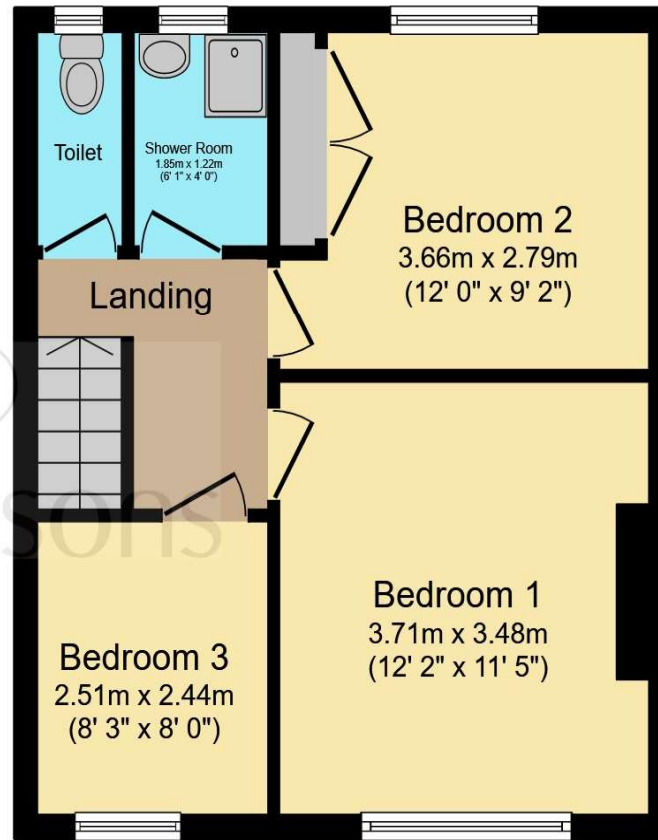 Toilet
Shower Room
1.85m x 1.22m
(6' 1" x 4' 0")
Bedroom 2
3.66m x 2.79m
(12' 0" x 9' 2")
Landing
Bedroom 1
3.71m x 3.48m
(12' 2" x 11' 5")
Bedroom 3
2.51m x 2.44m
(8' 3" x 8' 0")
sons